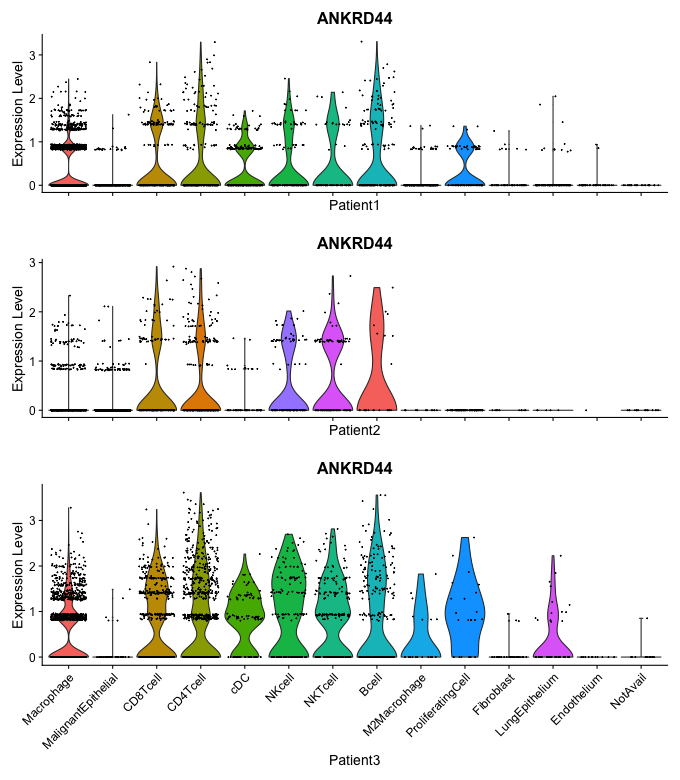 ANKRD44
Expression Level
3
2
1
0
Patient1
ANKRD44
Expression Level
3
2
1
0
Patient2
ANKRD44
Expression Level
3
2
1
0
Macrophage
MalignantEpithelial
CD8Tcell
CD4Tcell
cDC
NKcell
NKTcell
Bcell
M2Macrophage
ProliferatingCell
Fibroblast
LungEpithelium
Endothelium
NotAvail
Patient3